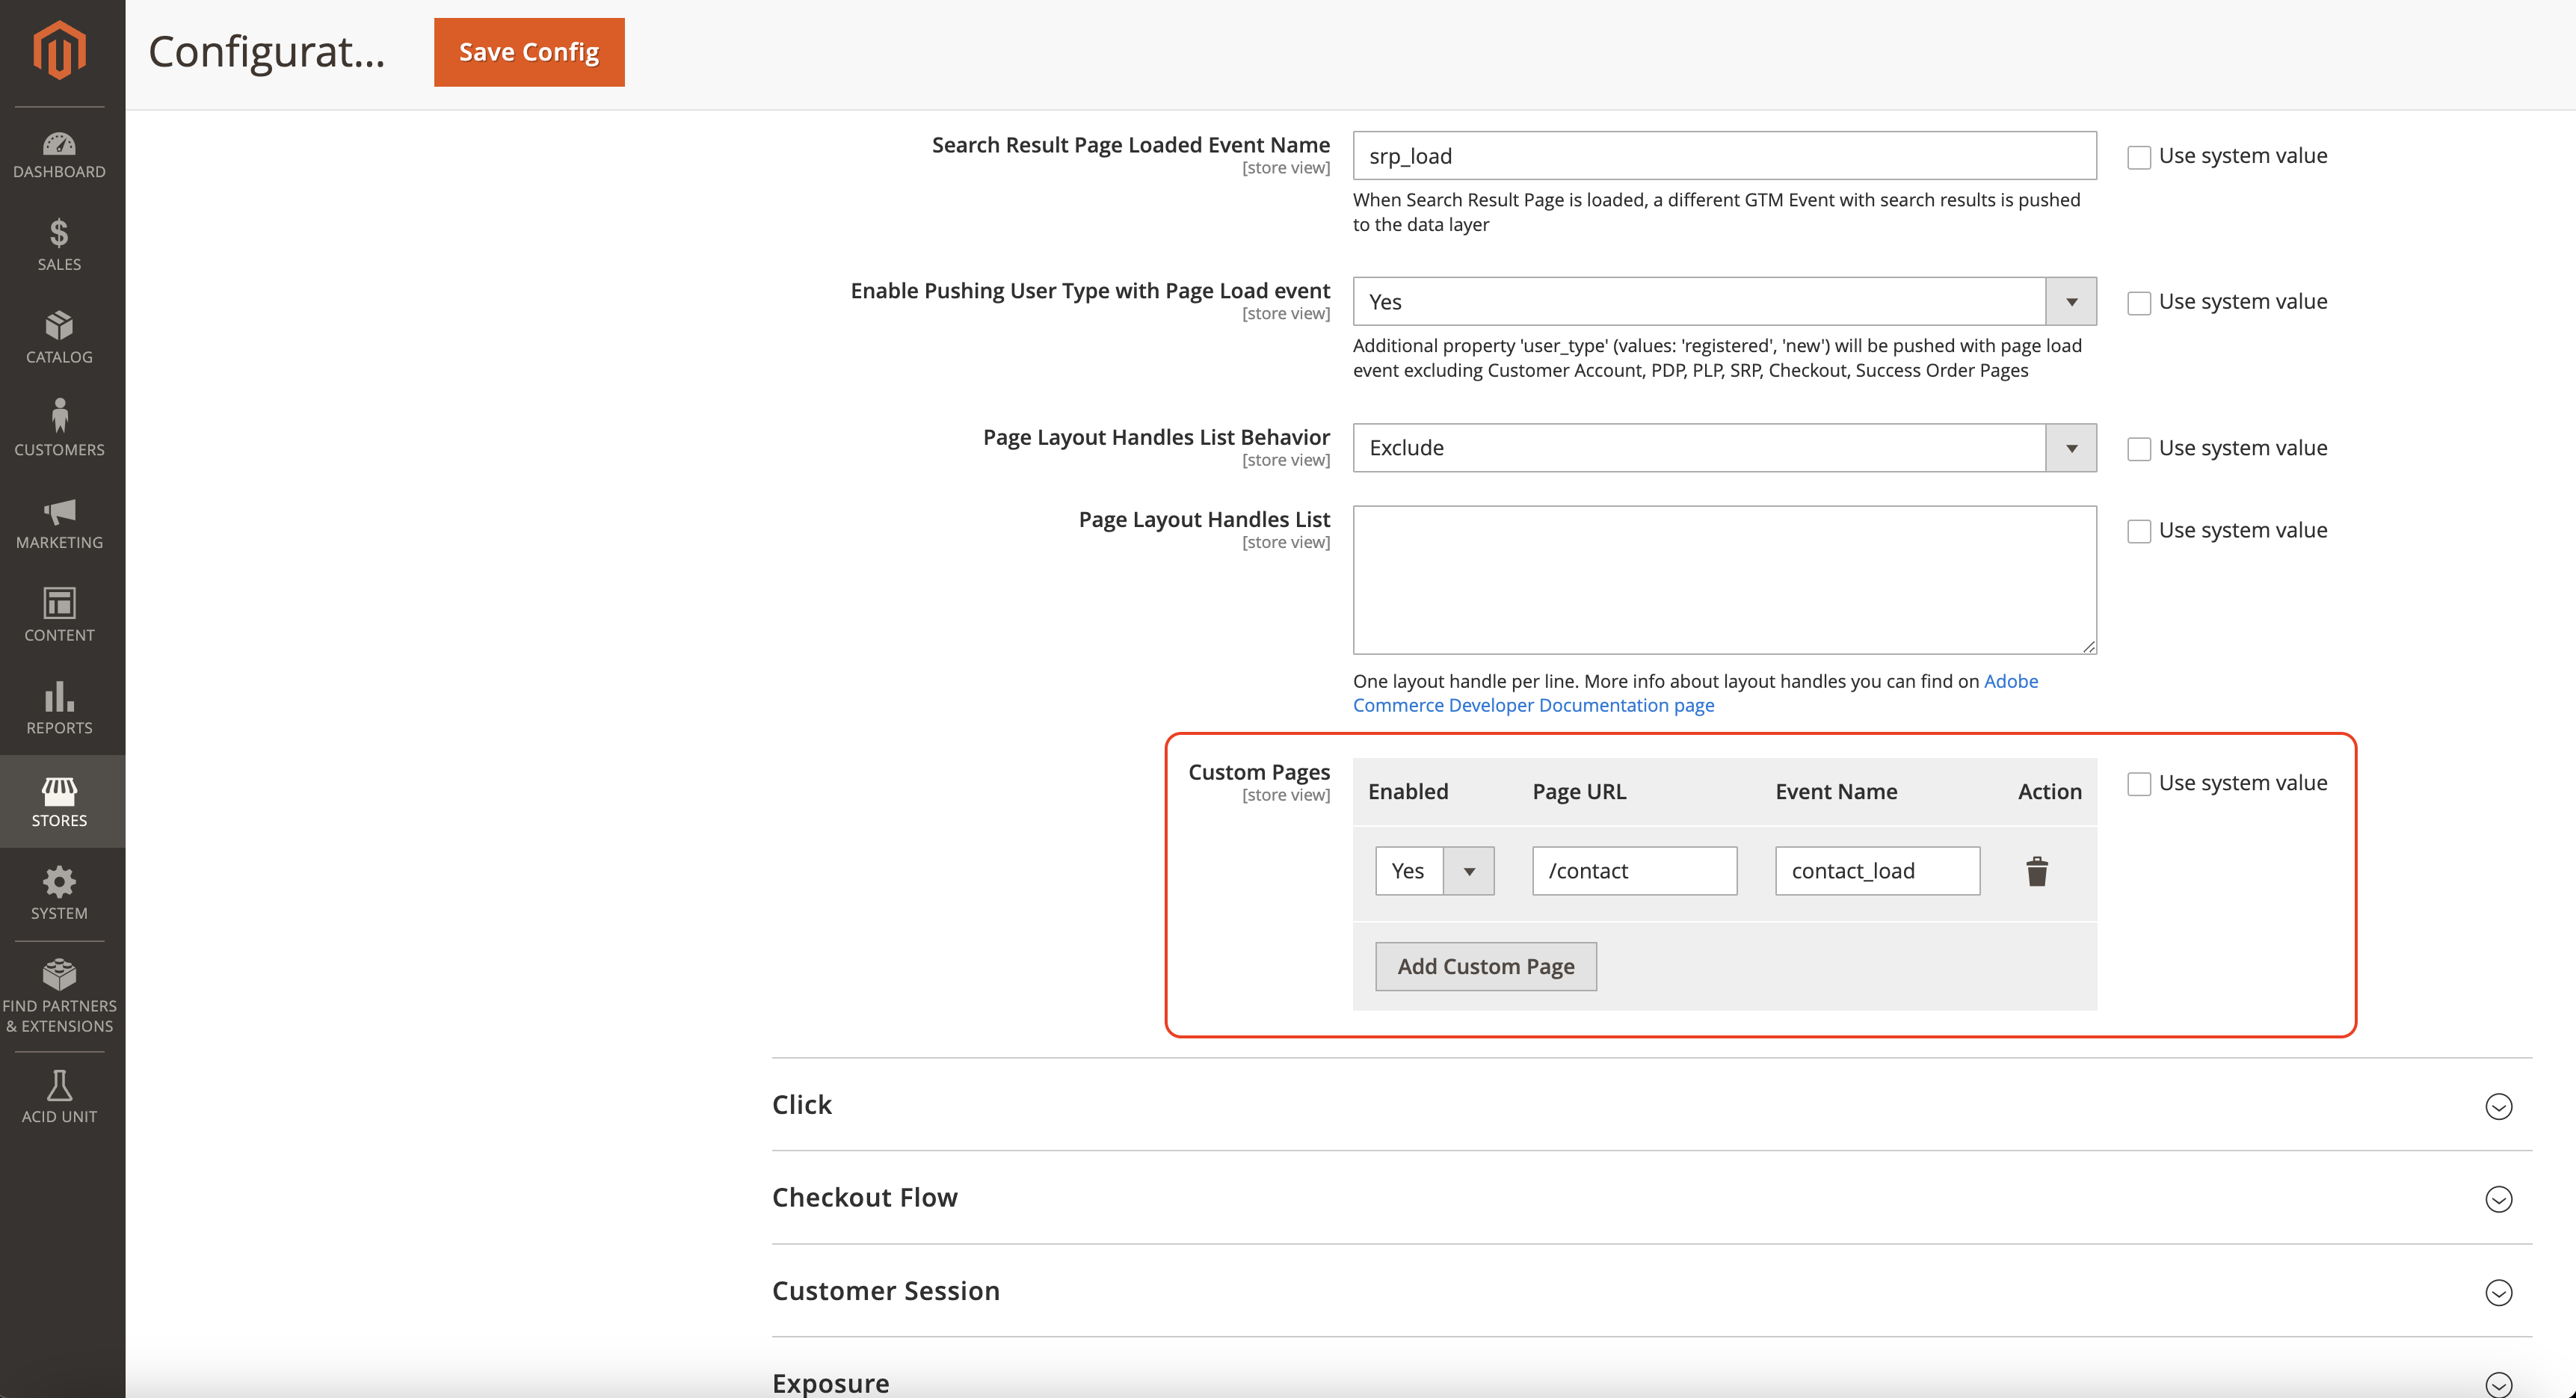 Configurat...
Save Config
DASHBOARD
SALES
CATALOG
CUSTOMERS
MARKETING
CONTENT
REPORTS
STORES
SYSTEM
FIND PARTNERS
& EXTENSIONS
ACID UNIT
Search Result Page Loaded Event Name
[store view]
srp_load
Use system value
When Search Result Page is loaded, a different GTM Event with search results is pushed
to the data layer
Enable Pushing User Type with Page Load event
[store view]
Yes
Use system value
Additional property 'user_type' (values: 'registered', 'new') will be pushed with page load
event excluding Customer Account, PDP, PLP, SRP, Checkout, Success Order Pages
Page Layout Handles List Behavior
[store view]
Exclude
Use system value
Page Layout Handles List
[store view]
Use system value
One layout handle per line. More info about layout handles you can find on Adobe
Commerce Developer Documentation page
Custom Pages
[store view]
Enabled Page URL Event Name Action
Use system value
Yes /contact contact_load
Add Custom Page
Click
Checkout Flow
Customer Session
Exposure